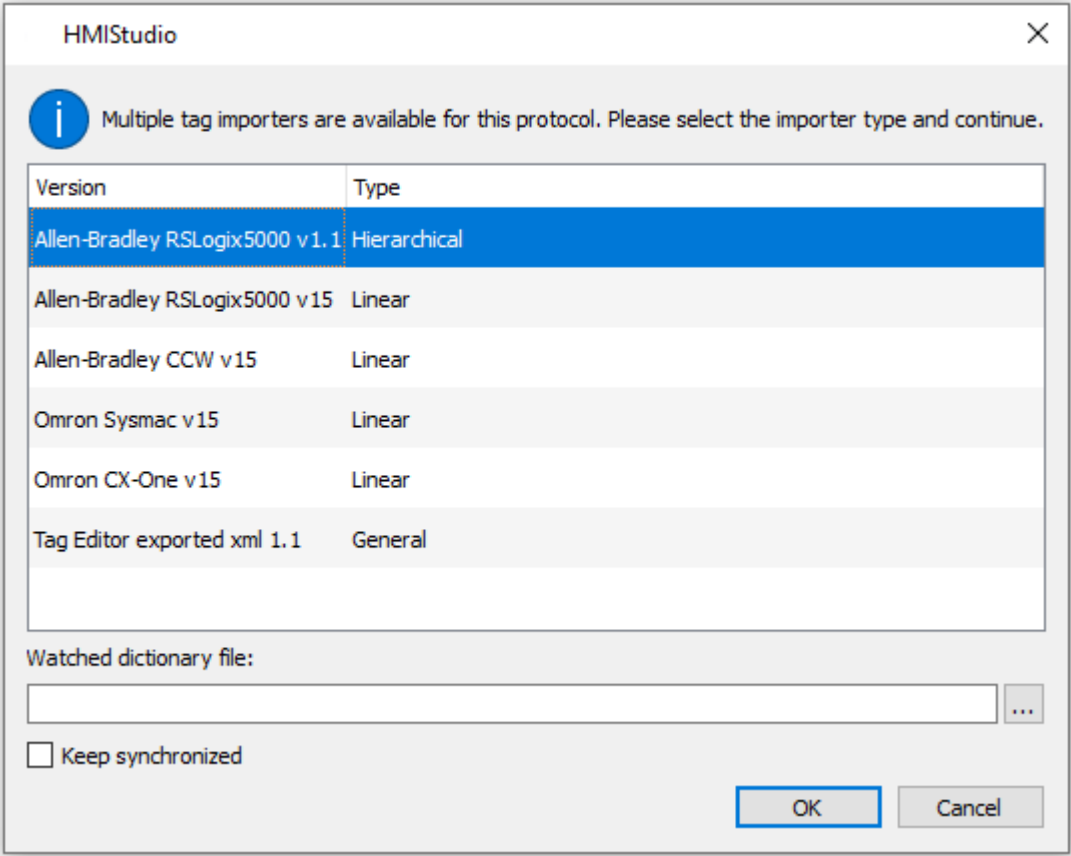 HMIStudio
Multiple tag importers are available for this protocol. Please select the importer type and continue.
Version Type
Allen-Bradley RSLogix5000 v1.1 Hierarchical
Allen-Bradley RSLogix5000 v15 Linear
Allen-Bradley CCW v15 Linear
Omron Sysmac v15 Linear
Omron CX-One v15 Linear
Tag Editor exported xml 1.1 General
Watched dictionary file:
...
Keep synchronized
OK Cancel